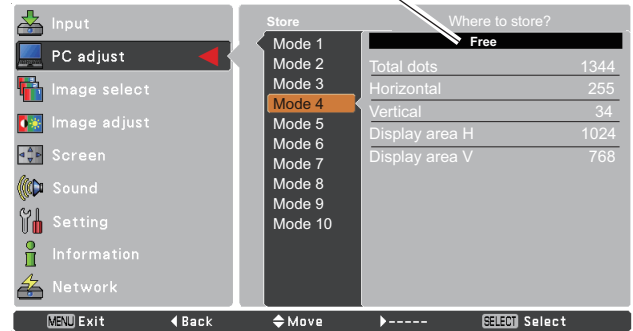 Input
PC adjust
Image select
Image adjust
Screen
Sound
Setting
Information
Network
Store
Mode 1
Mode 2
Mode 3
Mode 4
Mode 5
Mode 6
Mode 7
Mode 8
Mode 9
Mode 10
Where to store?
Free
Total dots 1344
Horizontal 255
Vertical 34
Display area H 1024
Display area V 768
MENU Exit Back Move ----- SELECT Select